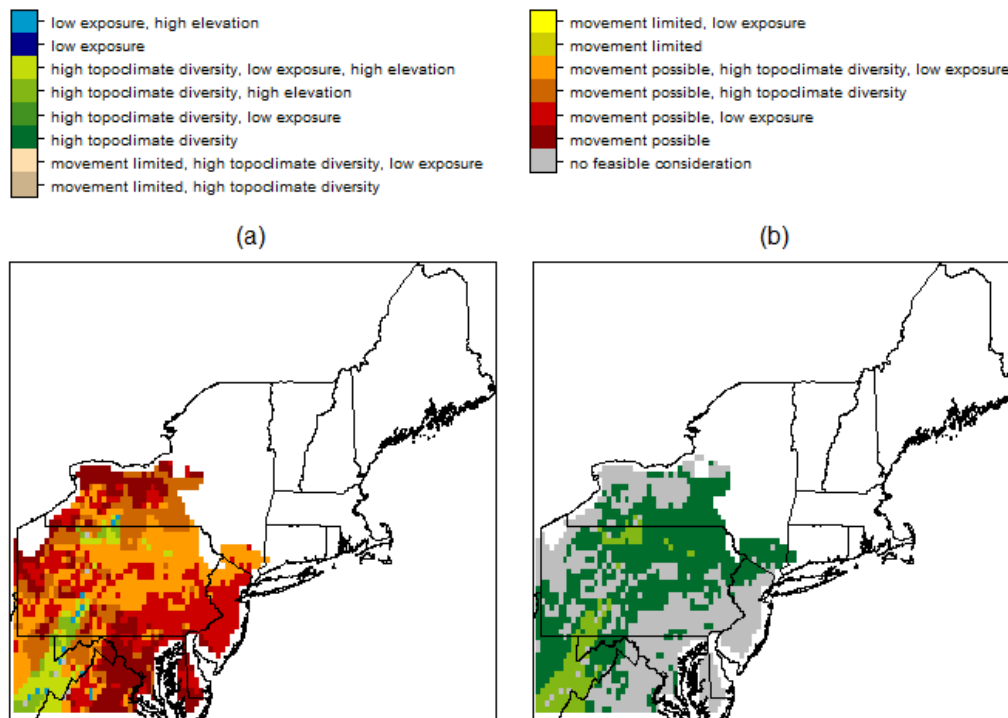 low exposure, high elevation
low exposure
high topoclimate diversity, low exposure, high elevation
high topoclimate diversity, high elevation
high topoclimate diversity, low exposure
high topoclimate diversity
movement limited, high topoclimate diversity, low exposure
movement limited, high topoclimate diversity
movement limited, low exposure
movement limited
movement possible, high topoclimate diversity, low exposure
movement possible, high topoclimate diversity
movement possible, low exposure
movement possible
no feasible consideration
(a)
(b)